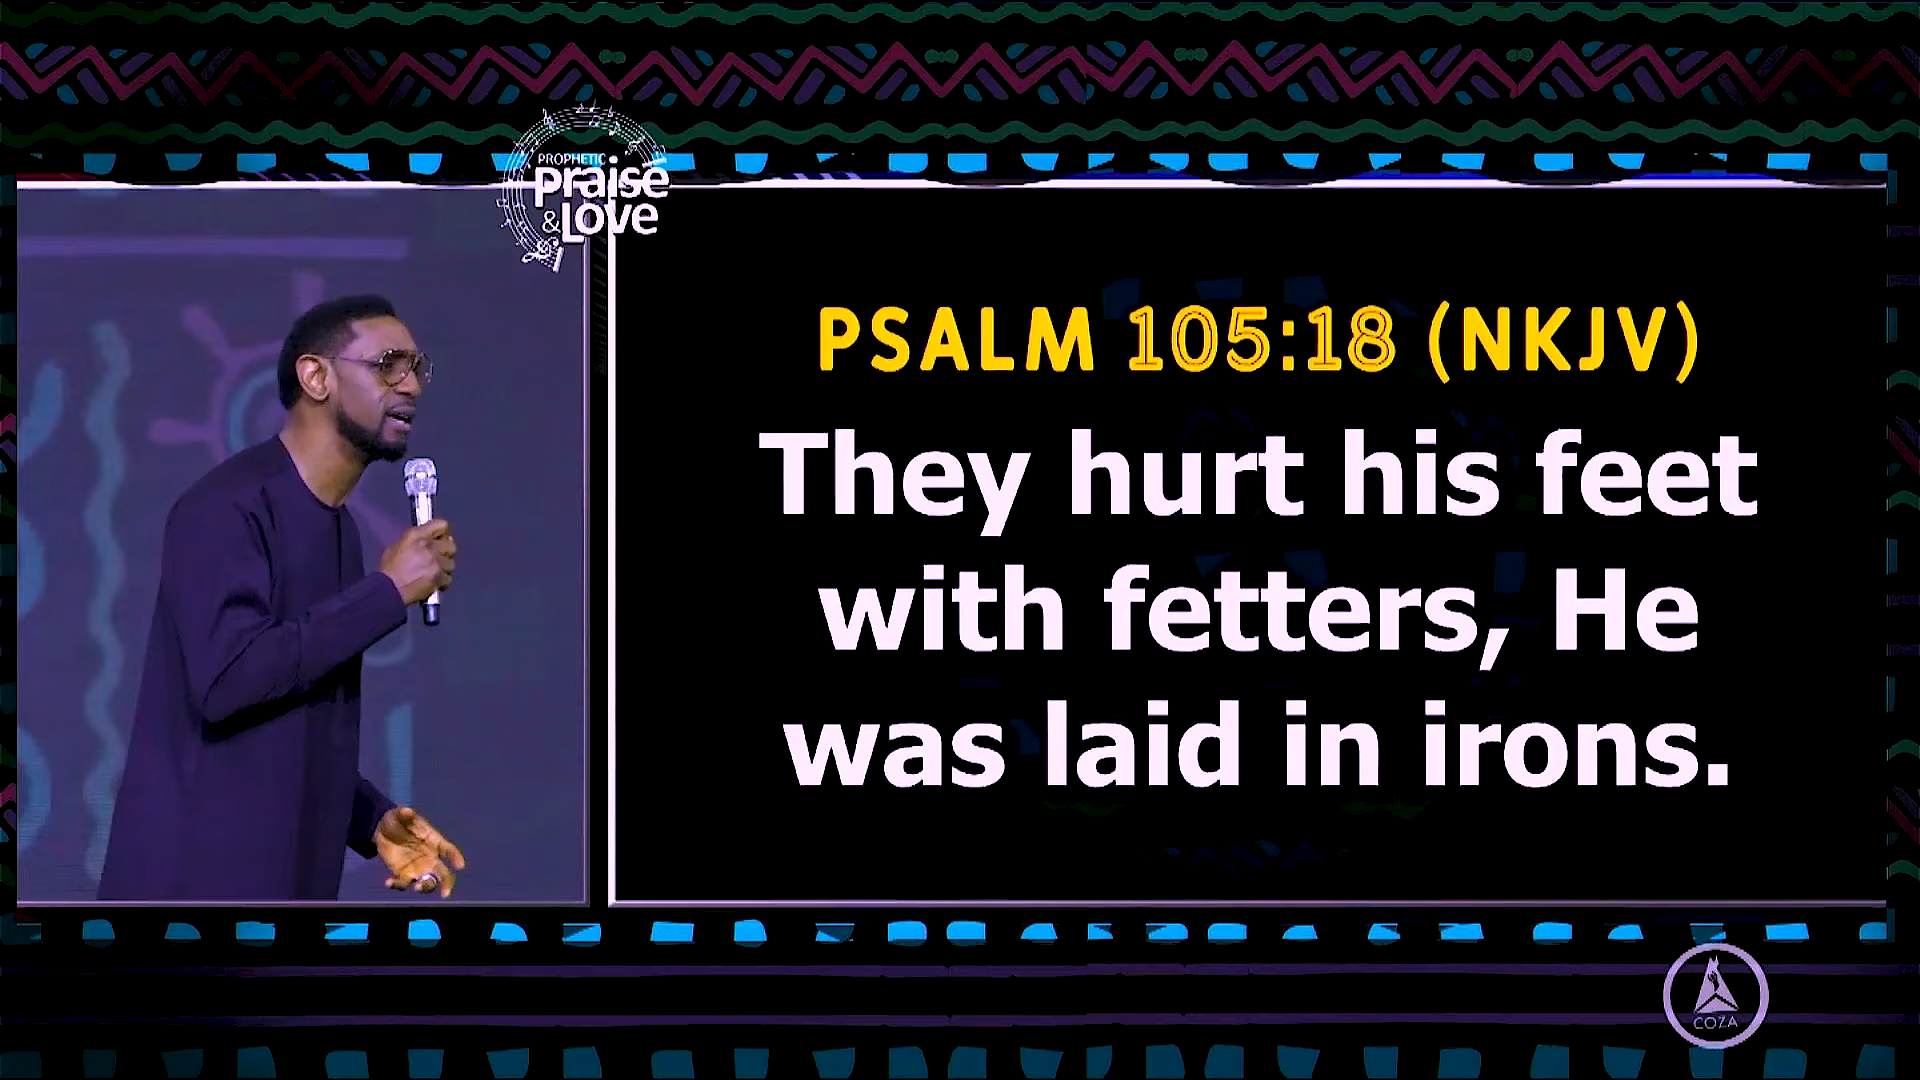 PROPHETIC
praise
&Love
PSALM 105:18 (NKJV)
They hurt his feet
with fetters, He
was laid in irons.
COZA